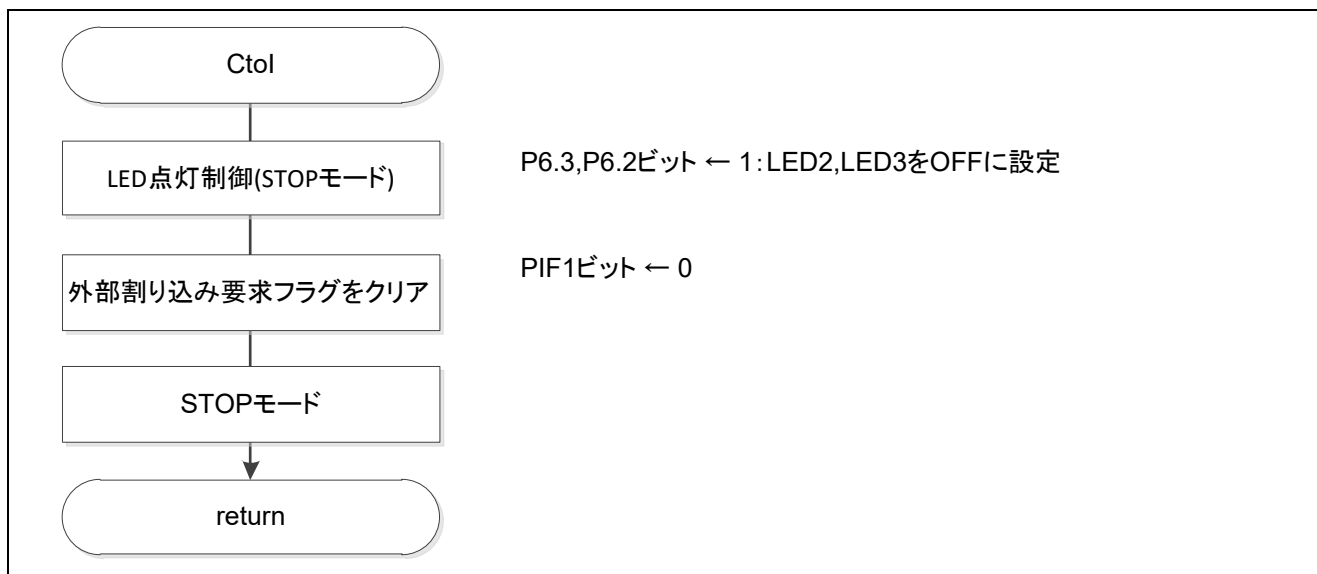 CtoI
LED点灯制御(STOPモード)
P6.3,P6.2ビット ← 1:LED2,LED3をOFFに設定
外部割り込み要求フラグをクリア
PIF1ビット ← 0
STOPモード
return